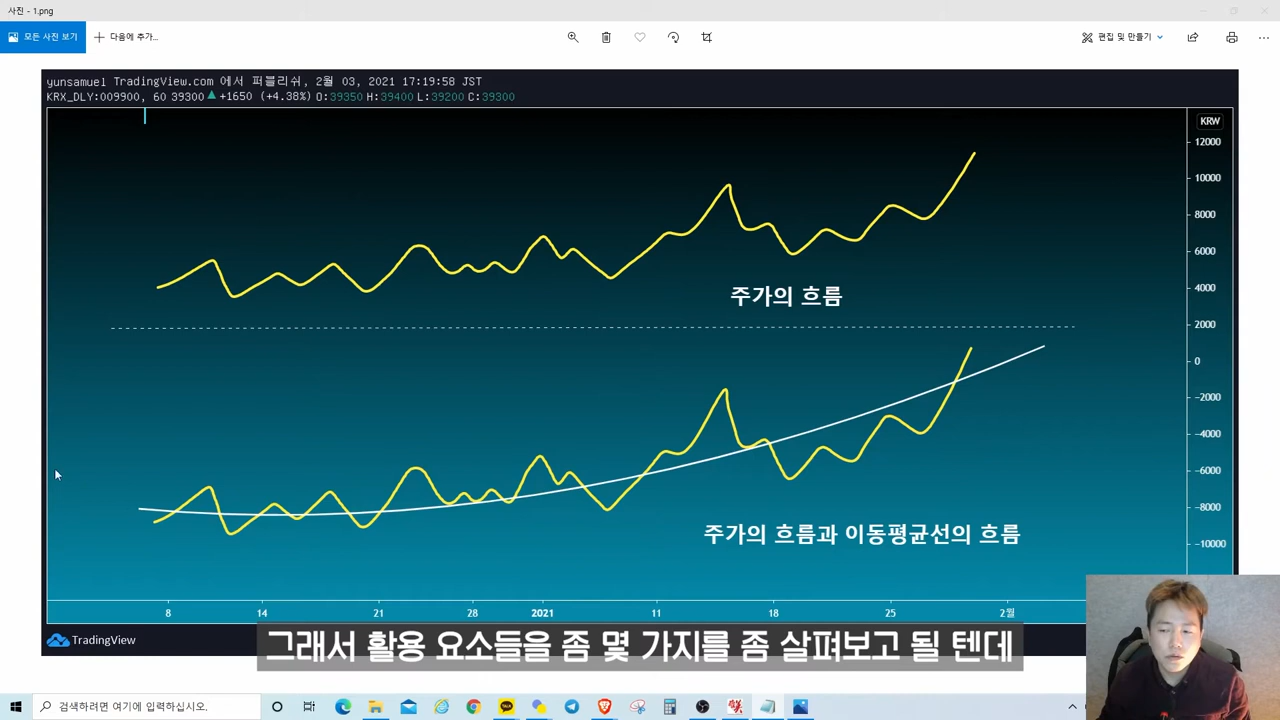 사진 - 1.png
모든 사진 보기
다음에 추가...
편집 및 만들기
yunsamuel TradingView.com 에서 퍼블리쉬, 2월 03, 2021 17:19:58 JST
KRX_DLY:009900, 60 39300 ▲ +1650 (+4.38%) O:39350 H:39400 L:39200 C:39300
KRW
12000
10000
8000
6000
4000
2000
0
−2000
−4000
−6000
−8000
−10000
주가의 흐름
주가의 흐름과 이동평균선의 흐름
8 14 21 28 2021 11 18 25 2월
TradingView
그래서 활용 요소들을 좀 몇 가지를 좀 살펴보고 될 텐데
검색하려면 여기에 입력하십시오.
TALK